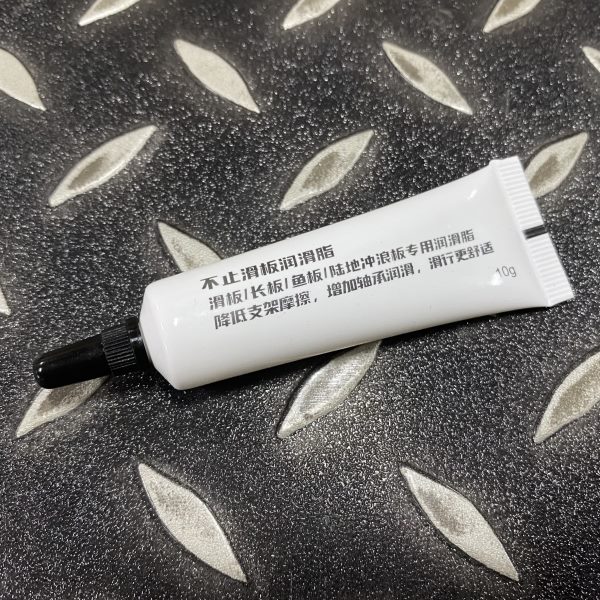 不止滑板润滑脂
滑板/长板/鱼板/陆地冲浪板专用润滑脂
降低支架摩擦，增加轴承润滑，滑行更舒适
10g